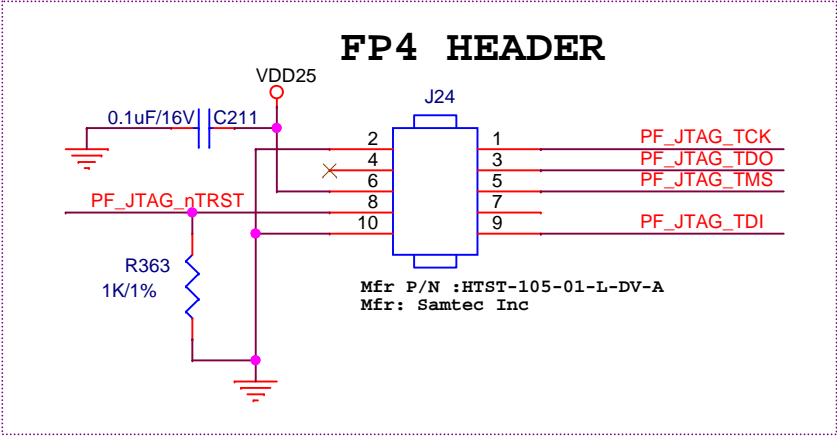 FP4 HEADER
VDD25
J24
0.1uF/16V C211
2 1 PF_JTAG_TCK
4 3 PF_JTAG_TDO
6 5 PF_JTAG_TMS
PF_JTAG_nTRST 8 7
10 9 PF_JTAG_TDI
R363
1K/1%
Mfr P/N :HTST-105-01-L-DV-A
Mfr: Samtec Inc